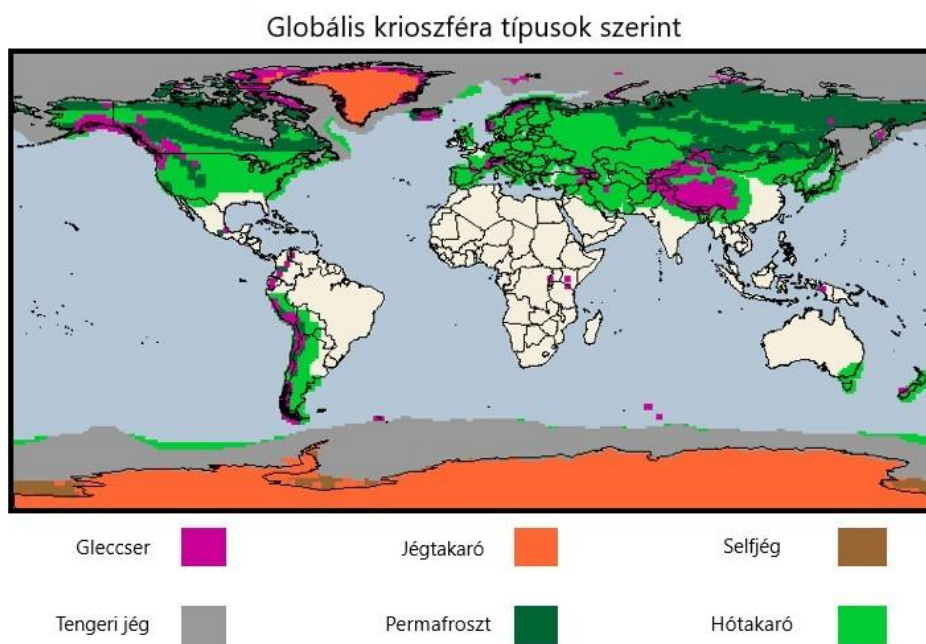 Globális krioszféra típusok szerint
Gleccser
Jégtakaró
Selfjég
Tengeri jég
Permafroszt
Hótakaró